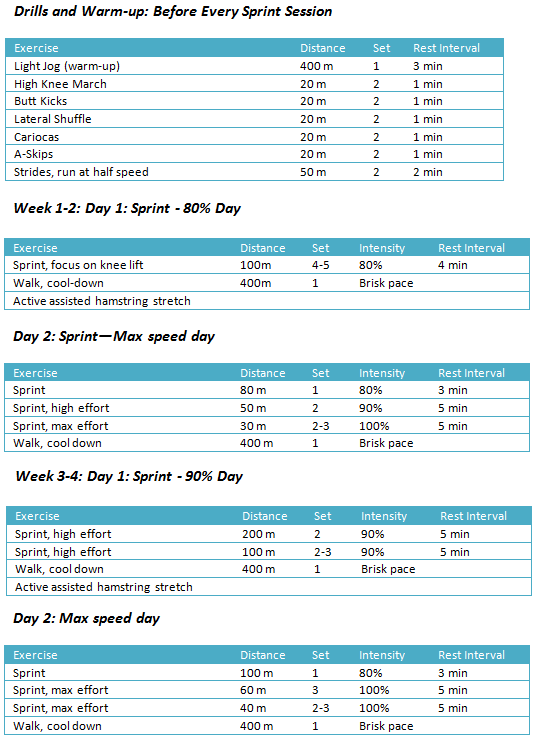 Drills and Warm-up: Before Every Sprint Session
Exercise Distance Set Rest Interval
Light Jog (warm-up) 400 m 1 3 min
High Knee March 20 m 2 1 min
Butt Kicks 20 m 2 1 min
Lateral Shuffle 20 m 2 1 min
Cariocas 20 m 2 1 min
A-Skips 20 m 2 1 min
Strides, run at half speed 50 m 2 2 min
Week 1-2: Day 1: Sprint - 80% Day
Exercise Distance Set Intensity Rest Interval
Sprint, focus on knee lift 100m 4-5 80% 4 min
Walk, cool-down 400m 1 Brisk pace
Active assisted hamstring stretch
Day 2: Sprint—Max speed day
Exercise Distance Set Intensity Rest Interval
Sprint 80 m 1 80% 3 min
Sprint, high effort 50 m 2 90% 5 min
Sprint, max effort 30 m 2-3 100% 5 min
Walk, cool down 400 m 1 Brisk pace
Week 3-4: Day 1: Sprint - 90% Day
Exercise Distance Set Intensity Rest Interval
Sprint, high effort 200 m 2 90% 5 min
Sprint, high effort 100 m 2-3 90% 5 min
Walk, cool down 400 m 1 Brisk pace
Active assisted hamstring stretch
Day 2: Max speed day
Exercise Distance Set Intensity Rest Interval
Sprint 100 m 1 80% 3 min
Sprint, max effort 60 m 3 100% 5 min
Sprint, max effort 40 m 2-3 100% 5 min
Walk, cool down 400 m 1 Brisk pace